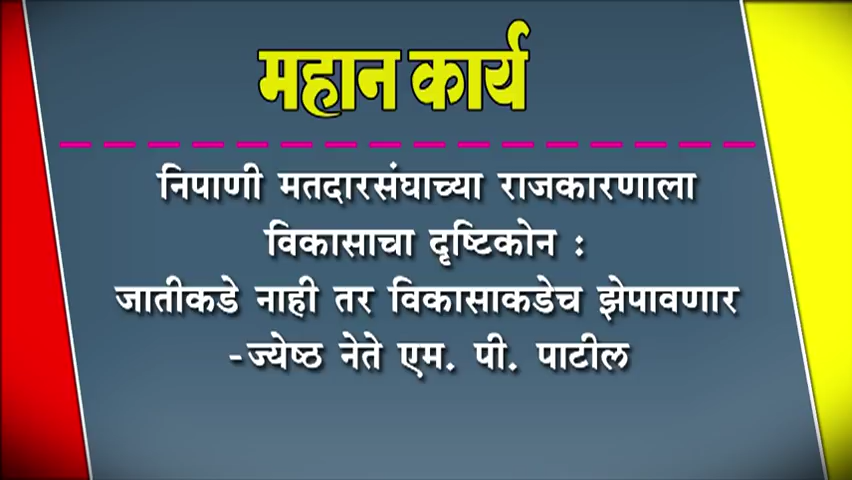 महान कार्य
निपाणी मतदारसंघाच्या राजकारणाला
विकासाचा दृष्टिकोन :
जातीकडे नाही तर विकासाकडेच झेपावणार
-ज्येष्ठ नेते एम. पी. पाटील